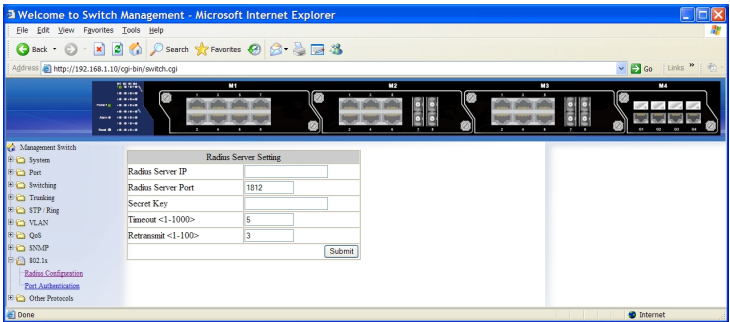 Welcome to Switch Management - Microsoft Internet Explorer
File Edit View Favorites Tools Help
Back Search Favorites
Address http://192.168.1.10/cgi-bin/switch.cgi Go Links »
M1 M2 M3 M4
Management Switch
System
Port
Switching
Trunking
STP / Ring
VLAN
QoS
SNMP
802.1x
Radius Configuration
Port Authentication
Other Protocols
Radius Server Setting
Radius Server IP
Radius Server Port 1812
Secret Key
Timeout <1-1000> 5
Retransmit <1-100> 3
Submit
Done Internet